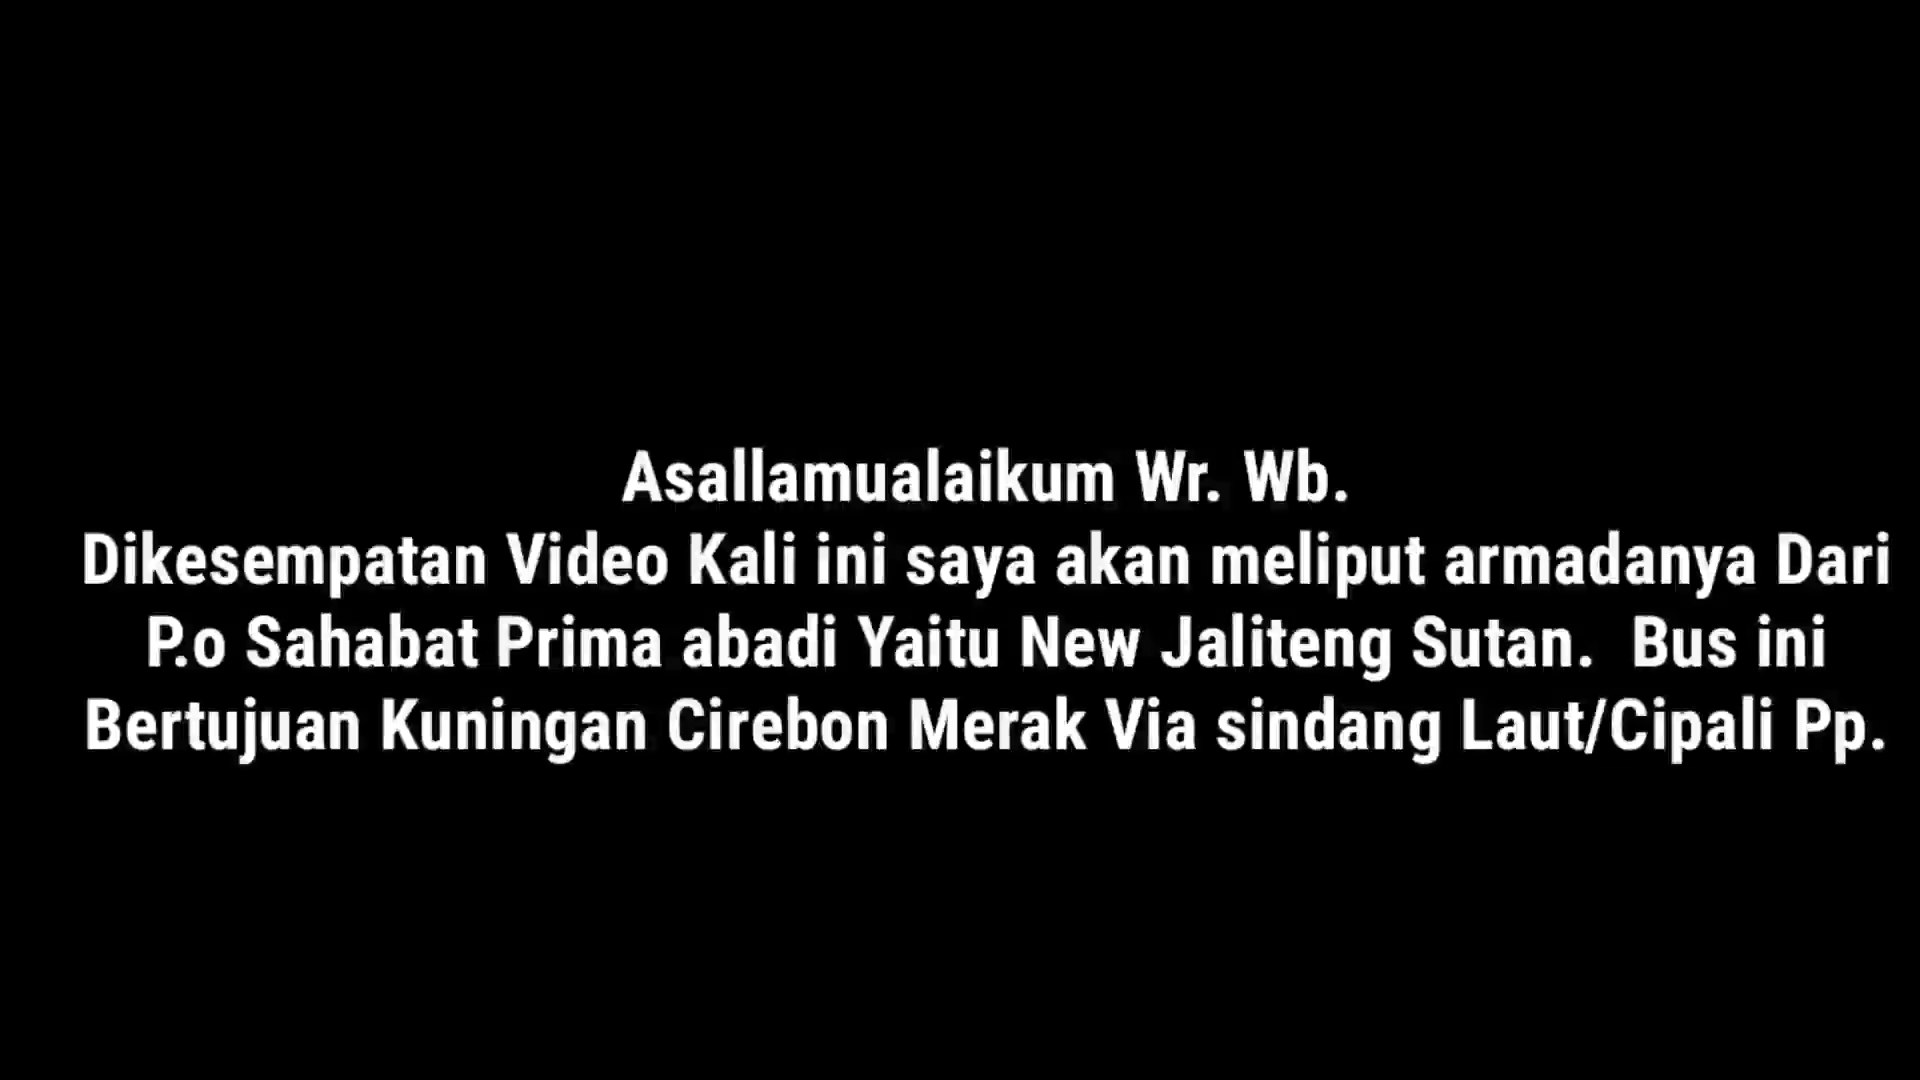 Asallamualaikum Wr. Wb.
Dikesempatan Video Kali ini saya akan meliput armadanya Dari
P.o Sahabat Prima abadi Yaitu New Jaliteng Sutan.  Bus ini
Bertujuan Kuningan Cirebon Merak Via sindang Laut/Cipali Pp.